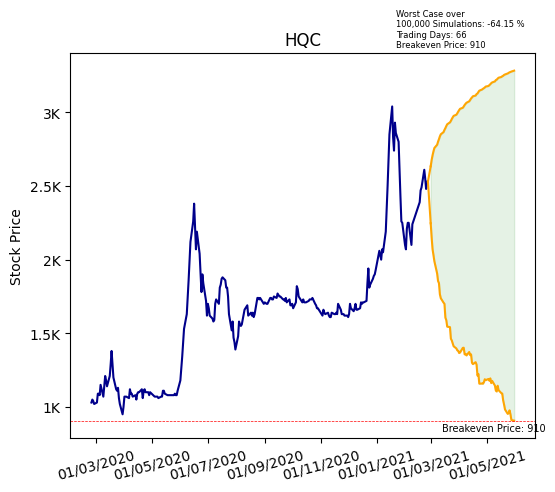 Worst Case over
100,000 Simulations: -64.15 %
Trading Days: 66
Breakeven Price: 910
HQC
Stock Price
3K
2.5K
2K
1.5K
1K
Breakeven Price: 910
01/03/2020
01/05/2020
01/07/2020
01/09/2020
01/11/2020
01/01/2021
01/03/2021
01/05/2021